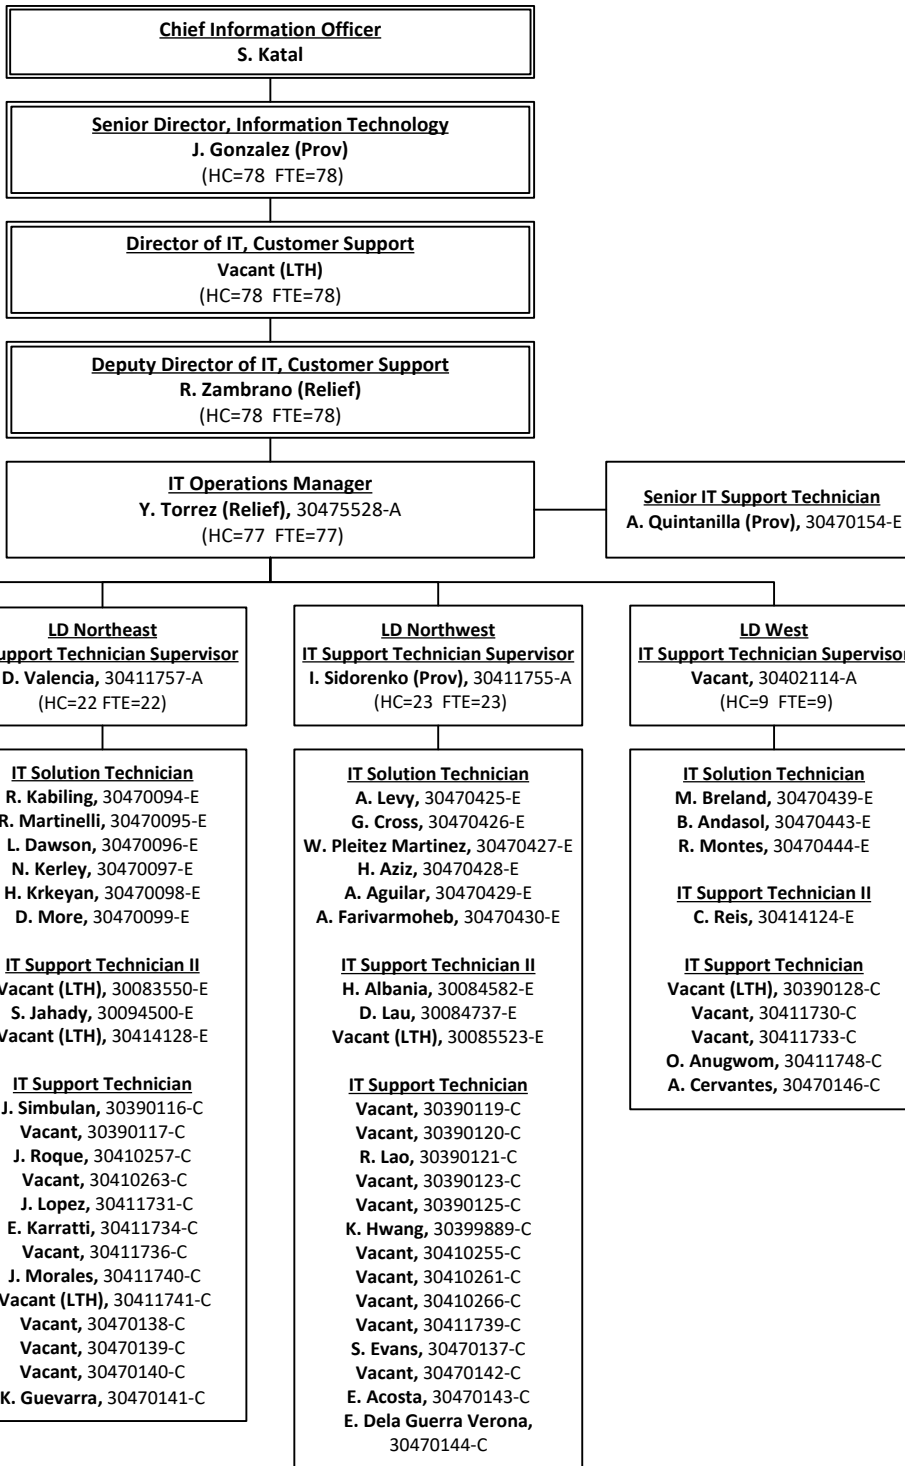 Chief Information Officer
S. Katal
Senior Director, Information Technology
J. Gonzalez (Prov)
(HC=78 FTE=78)
Director of IT, Customer Support
Vacant (LTH)
(HC=78 FTE=78)
Deputy Director of IT, Customer Support
R. Zambrano (Relief)
(HC=78 FTE=78)
IT Operations Manager
Y. Torrez (Relief), 30475528-A
(HC=77 FTE=77)
Senior IT Support Technician
A. Quintanilla (Prov), 30470154-E
LD Northeast
Support Technician Supervisor
D. Valencia, 30411757-A
(HC=22 FTE=22)
IT Solution Technician
R. Kabiling, 30470094-E
R. Martinelli, 30470095-E
L. Dawson, 30470096-E
N. Kerley, 30470097-E
H. Krkeyan, 30470098-E
D. More, 30470099-E
IT Support Technician II
Vacant (LTH), 30083550-E
S. Jahady, 30094500-E
Vacant (LTH), 30414128-E
IT Support Technician
J. Simbulan, 30390116-C
Vacant, 30390117-C
J. Roque, 30410257-C
Vacant, 30410263-C
J. Lopez, 30411731-C
E. Karratti, 30411734-C
Vacant, 30411736-C
J. Morales, 30411740-C
Vacant (LTH), 30411741-C
Vacant, 30470138-C
Vacant, 30470139-C
Vacant, 30470140-C
K. Guevarra, 30470141-C
LD Northwest
IT Support Technician Supervisor
I. Sidorenko (Prov), 30411755-A
(HC=23 FTE=23)
IT Solution Technician
A. Levy, 30470425-E
G. Cross, 30470426-E
W. Pleitez Martinez, 30470427-E
H. Aziz, 30470428-E
A. Aguilar, 30470429-E
A. Farivarmoheb, 30470430-E
IT Support Technician II
H. Albania, 30084582-E
D. Lau, 30084737-E
Vacant (LTH), 30085523-E
IT Support Technician
Vacant, 30390119-C
Vacant, 30390120-C
R. Lao, 30390121-C
Vacant, 30390123-C
Vacant, 30390125-C
K. Hwang, 30399889-C
Vacant, 30410255-C
Vacant, 30410261-C
Vacant, 30410266-C
Vacant, 30411739-C
S. Evans, 30470137-C
Vacant, 30470142-C
E. Acosta, 30470143-C
E. Dela Guerra Verona,
30470144-C
LD West
IT Support Technician Supervisor
Vacant, 30402114-A
(HC=9 FTE=9)
IT Solution Technician
M. Breland, 30470439-E
B. Andasol, 30470443-E
R. Montes, 30470444-E
IT Support Technician II
C. Reis, 30414124-E
IT Support Technician
Vacant (LTH), 30390128-C
Vacant, 30411730-C
Vacant, 30411733-C
O. Anugwom, 30411748-C
A. Cervantes, 30470146-C